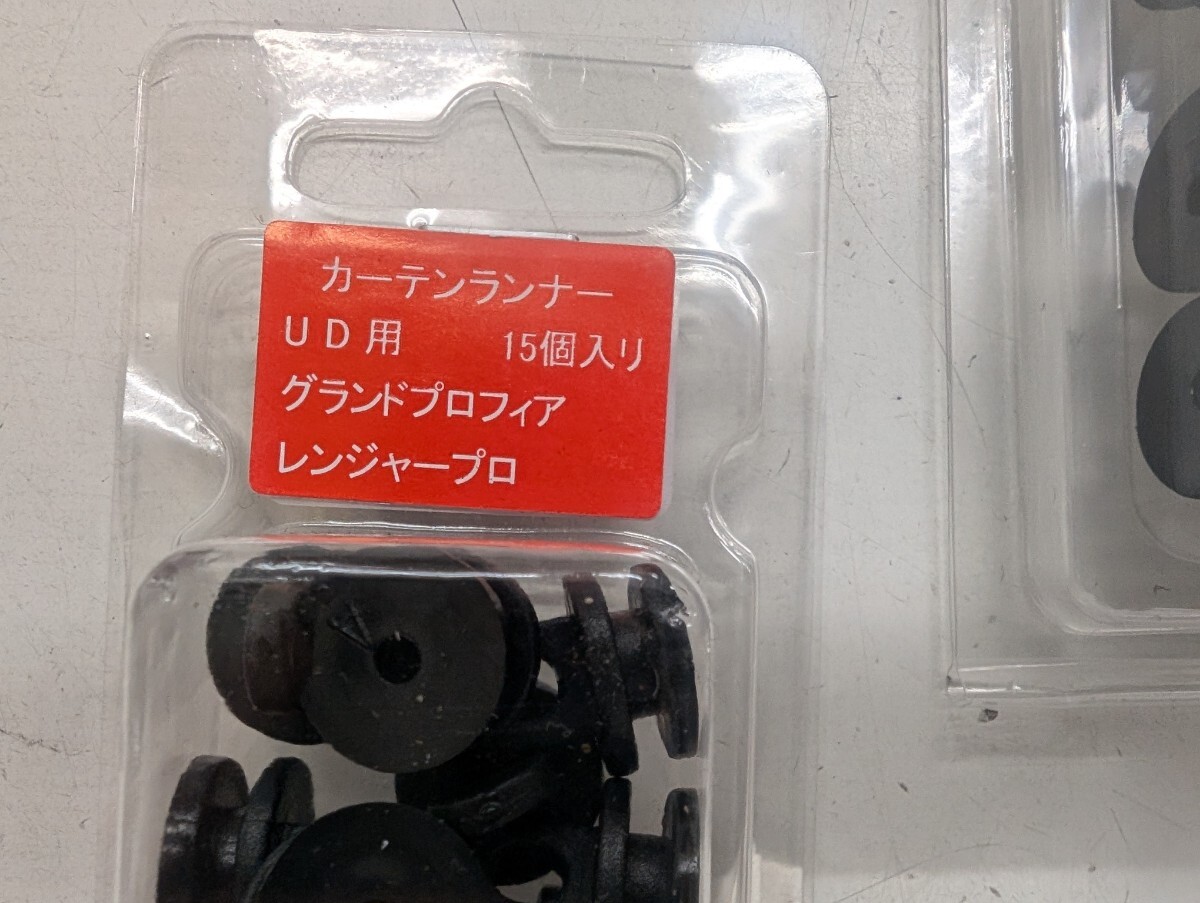 カーテンランナー
UD用 15個入り
グランドプロフィア
レンジャープロ